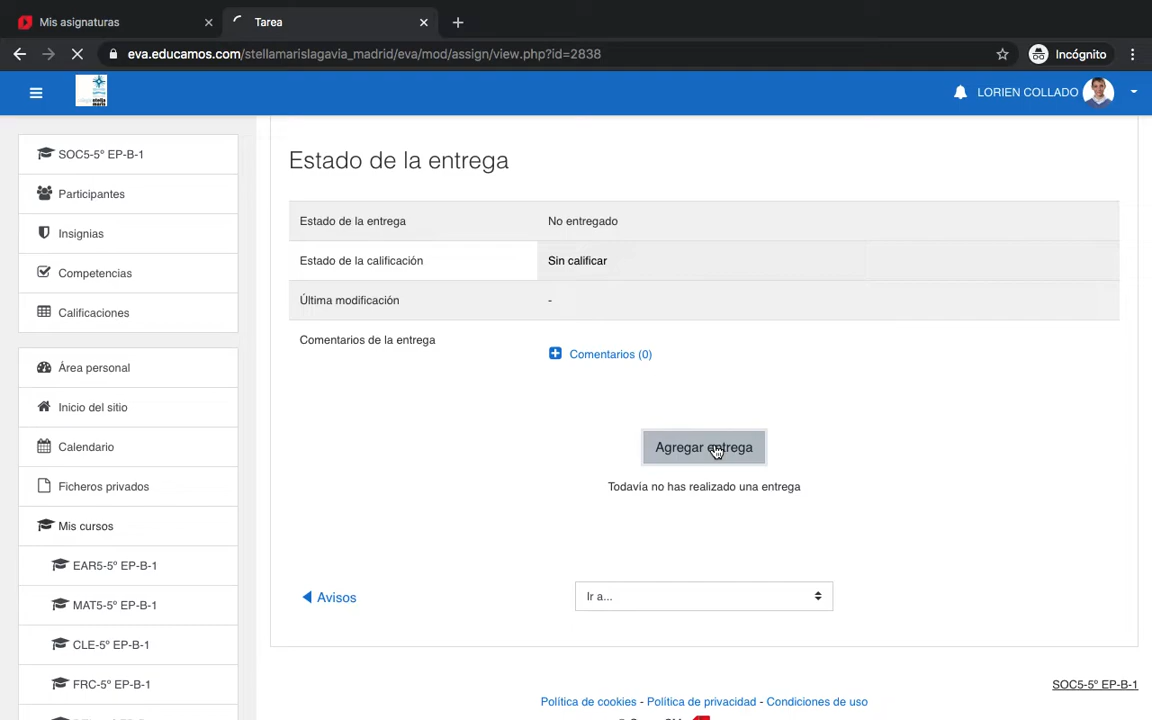 Mis asignaturas
Tarea
eva.educamos.com/stellamarislagavia_madrid/eva/mod/assign/view.php?id=2838
Incógnito
LORIEN COLLADO
SOC5-5º EP-B-1
Participantes
Insignias
Competencias
Calificaciones
Área personal
Inicio del sitio
Calendario
Ficheros privados
Mis cursos
EAR5-5º EP-B-1
MAT5-5º EP-B-1
CLE-5º EP-B-1
FRC-5º EP-B-1
Estado de la entrega
Estado de la entrega No entregado
Estado de la calificación Sin calificar
Última modificación -
Comentarios de la entrega
Comentarios (0)
Agregar entrega
Todavía no has realizado una entrega
Avisos
Ir a...
SOC5-5º EP-B-1
Política de cookies - Política de privacidad - Condiciones de uso